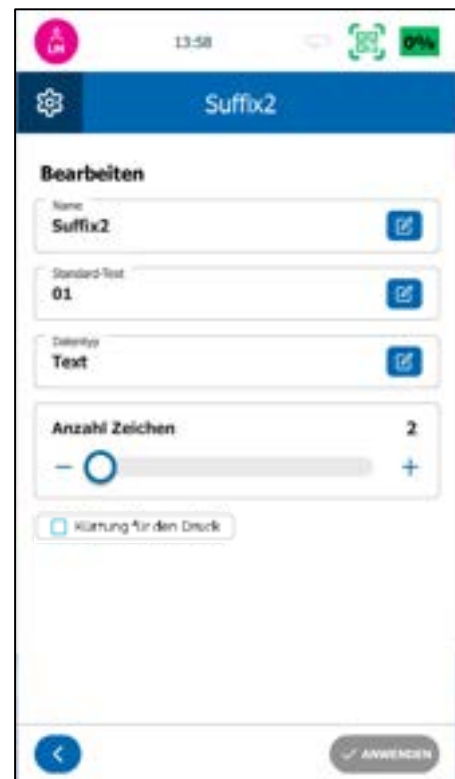 LM
13:58
0%
Suffix2
Bearbeiten
Name
Suffix2
Standard-Text
01
Datentyp
Text
Anzahl Zeichen
2
− +
Kürzung für den Druck
ANWENDEN